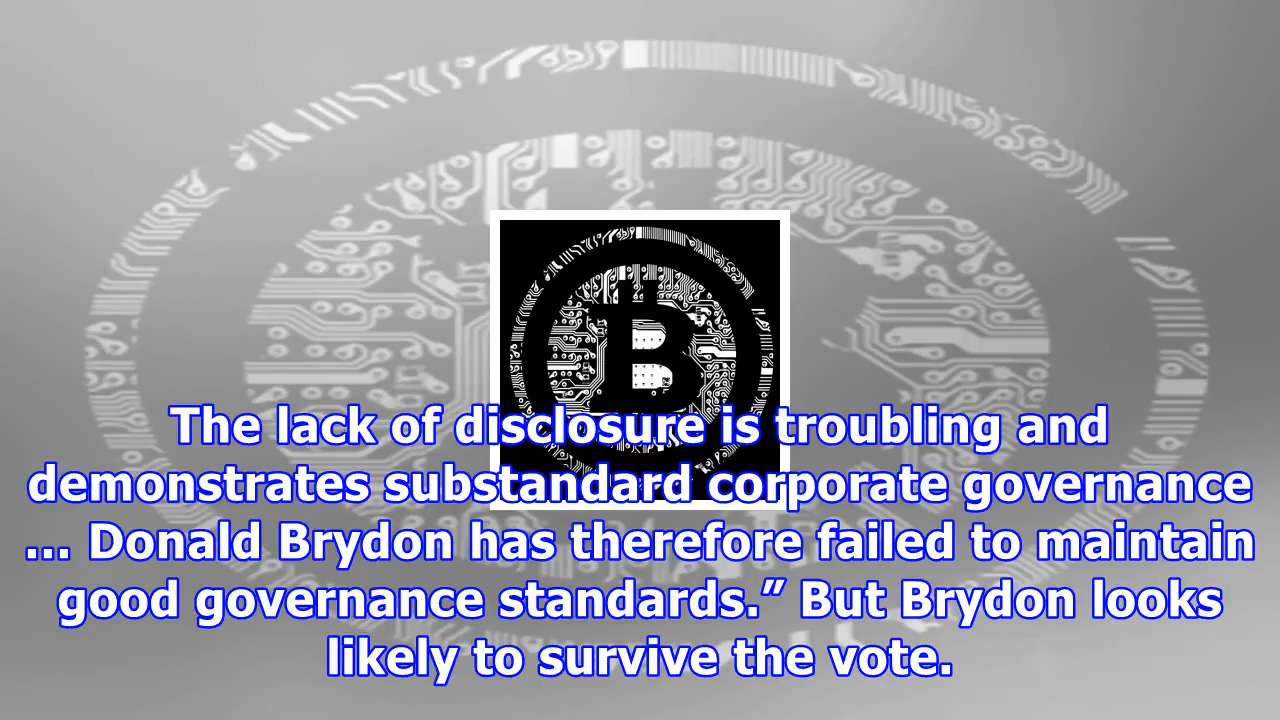 The lack of disclosure is troubling and
demonstrates substandard corporate governance
... Donald Brydon has therefore failed to maintain
good governance standards.” But Brydon looks
likely to survive the vote.